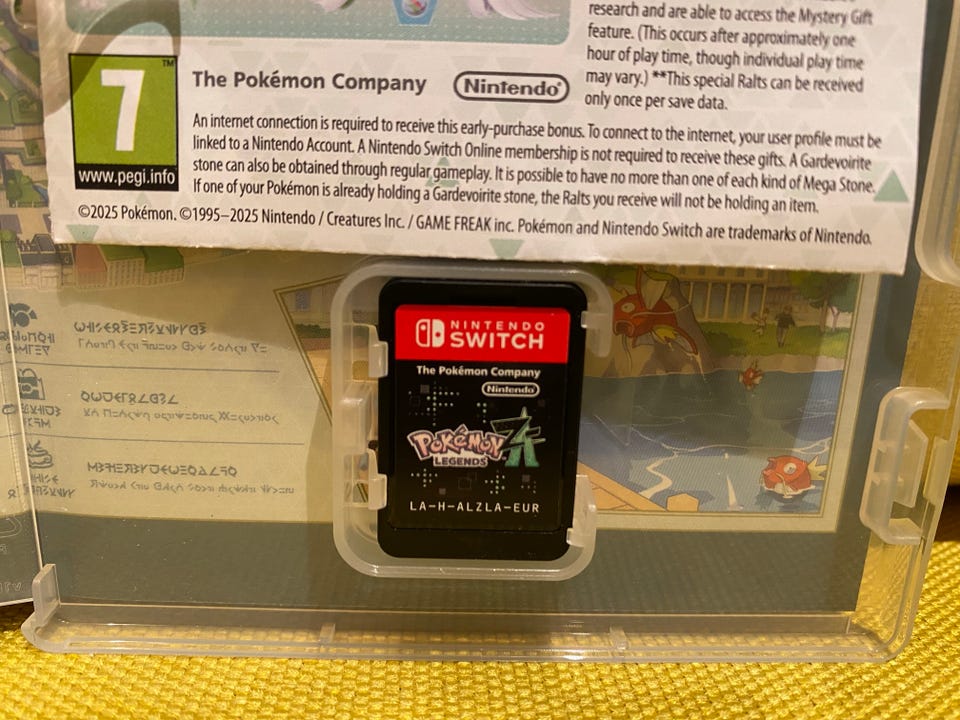 research and are able to access the Mystery Gift
feature. (This occurs after approximately one
hour of play time, though individual play time
may vary.) **This special Ralts can be received
only once per save data.
7
TM
www.pegi.info
The Pokémon Company
Nintendo®
An internet connection is required to receive this early-purchase bonus. To connect to the internet, your user profile must be
linked to a Nintendo Account. A Nintendo Switch Online membership is not required to receive these gifts. A Gardevoirite
stone can also be obtained through regular gameplay. It is possible to have no more than one of each kind of Mega Stone.
If one of your Pokémon is already holding a Gardevoirite stone, the Ralts you receive will not be holding an item.
©2025 Pokémon. ©1995–2025 Nintendo / Creatures Inc. / GAME FREAK inc. Pokémon and Nintendo Switch are trademarks of Nintendo.
NINTENDO
SWITCH
The Pokémon Company
Nintendo®
POKéMON
LEGENDS
ZA
LA-H-ALZLA-EUR